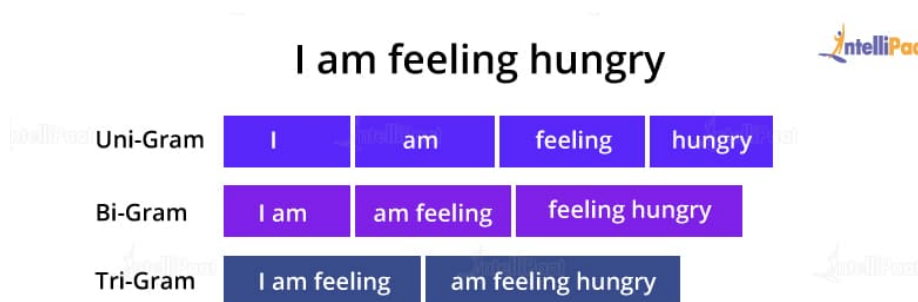 I am feeling hungry
IntelliPaat
Uni-Gram I am feeling hungry
Bi-Gram I am am feeling feeling hungry
Tri-Gram I am feeling am feeling hungry